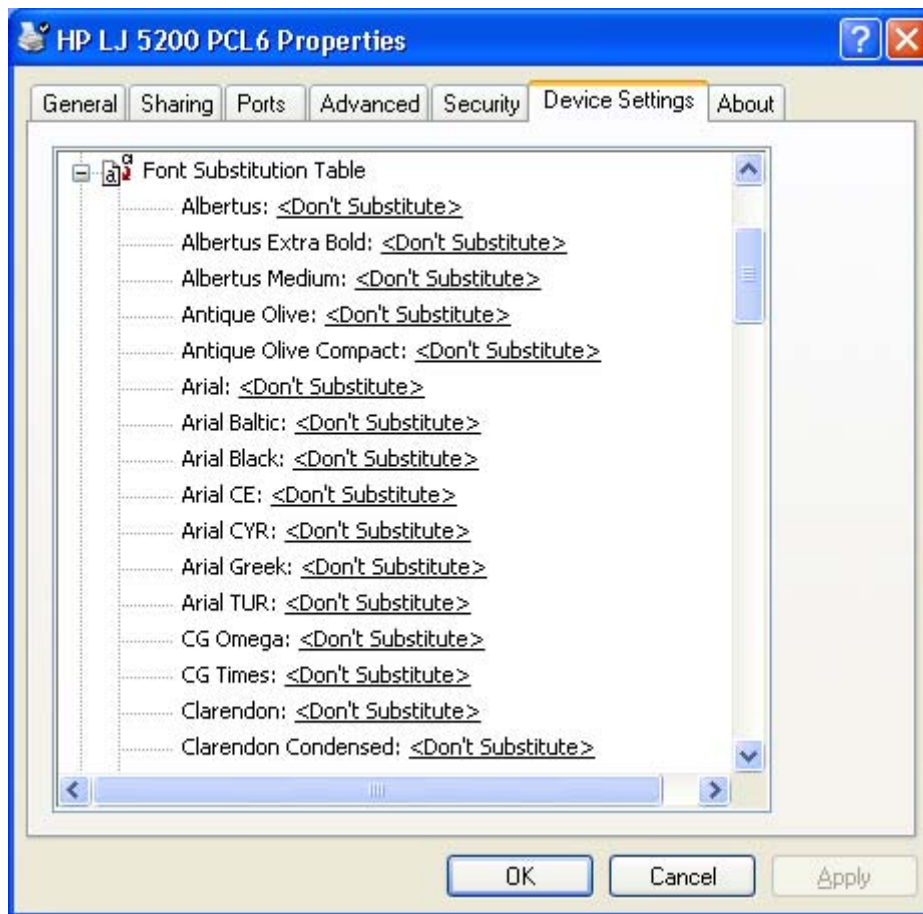 HP LJ 5200 PCL6 Properties
General Sharing Ports Advanced Security Device Settings About
Font Substitution Table
Albertus: <Don't Substitute>
Albertus Extra Bold: <Don't Substitute>
Albertus Medium: <Don't Substitute>
Antique Olive: <Don't Substitute>
Antique Olive Compact: <Don't Substitute>
Arial: <Don't Substitute>
Arial Baltic: <Don't Substitute>
Arial Black: <Don't Substitute>
Arial CE: <Don't Substitute>
Arial CYR: <Don't Substitute>
Arial Greek: <Don't Substitute>
Arial TUR: <Don't Substitute>
CG Omega: <Don't Substitute>
CG Times: <Don't Substitute>
Clarendon: <Don't Substitute>
Clarendon Condensed: <Don't Substitute>
OK Cancel Apply